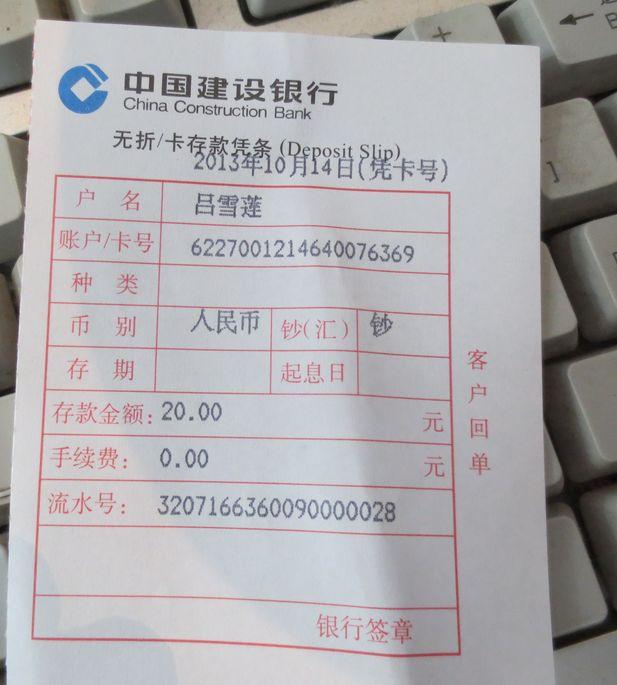 中国建设银行
China Construction Bank
无折/卡存款凭条 (Deposit Slip)
2013年10月14日(凭卡号)
户 名 吕雪莲
账户/卡号 6227001214640076369
种 类
币 别 人民币 钞(汇) 钞
存 期 起息日
存款金额: 20.00 元
手续费: 0.00 元
流水号: 3207166360090000028
银行签章
客户回单